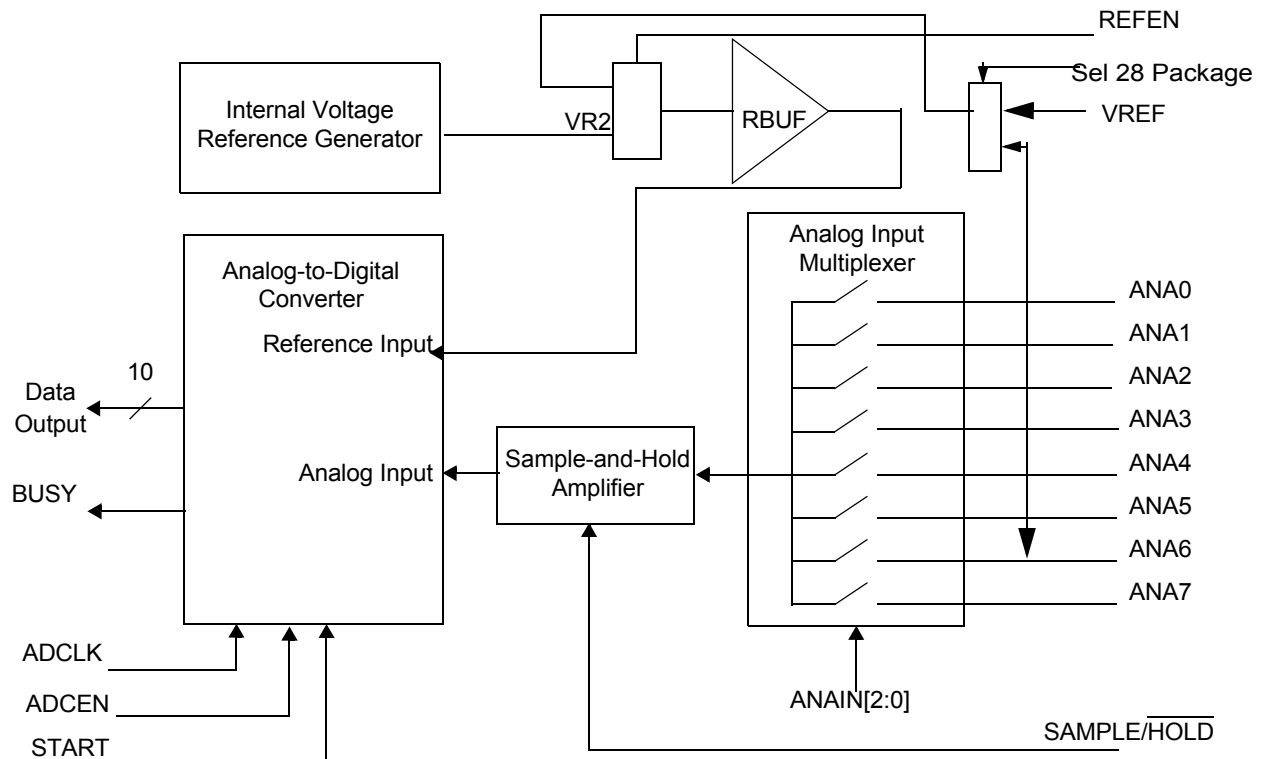 REFEN
Sel 28 Package
VREF
Internal Voltage
Reference Generator
VR2
RBUF
Analog Input
Multiplexer
Analog-to-Digital
Converter
Reference Input
Analog Input
10
Data
Output
BUSY
Sample-and-Hold
Amplifier
ANA0
ANA1
ANA2
ANA3
ANA4
ANA5
ANA6
ANA7
ADCLK
ADCEN
START
ANAIN[2:0]
SAMPLE/HOLD